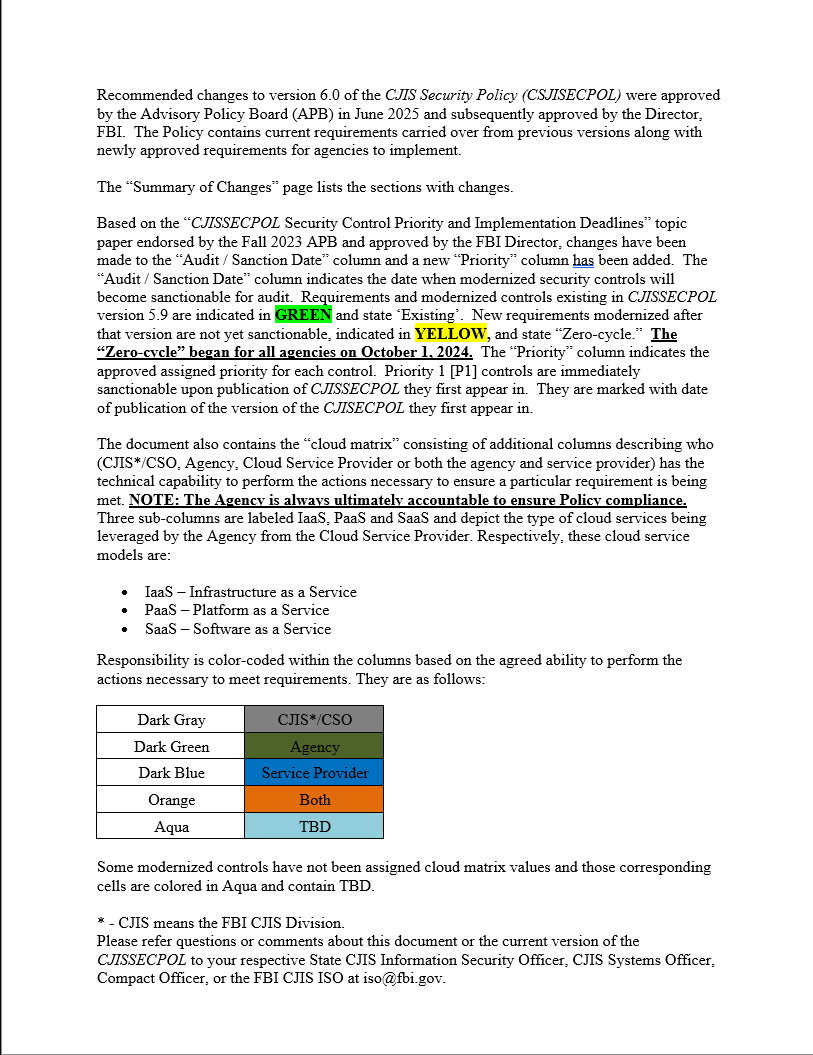 Recommended changes to version 6.0 of the CJIS Security Policy (CSJISECPOL) were approved
by the Advisory Policy Board (APB) in June 2025 and subsequently approved by the Director,
FBI.  The Policy contains current requirements carried over from previous versions along with
newly approved requirements for agencies to implement.
The “Summary of Changes” page lists the sections with changes.
Based on the “CJISSECPOL Security Control Priority and Implementation Deadlines” topic
paper endorsed by the Fall 2023 APB and approved by the FBI Director, changes have been
made to the “Audit / Sanction Date” column and a new “Priority” column has been added.  The
“Audit / Sanction Date” column indicates the date when modernized security controls will
become sanctionable for audit.  Requirements and modernized controls existing in CJISSECPOL
version 5.9 are indicated in GREEN and state ‘Existing’.  New requirements modernized after
that version are not yet sanctionable, indicated in YELLOW, and state “Zero-cycle.”  The
“Zero-cycle” began for all agencies on October 1, 2024.  The “Priority” column indicates the
approved assigned priority for each control.  Priority 1 [P1] controls are immediately
sanctionable upon publication of CJISSECPOL they first appear in.  They are marked with date
of publication of the version of the CJISECPOL they first appear in.
The document also contains the “cloud matrix” consisting of additional columns describing who
(CJIS*/CSO, Agency, Cloud Service Provider or both the agency and service provider) has the
technical capability to perform the actions necessary to ensure a particular requirement is being
met. NOTE: The Agency is always ultimately accountable to ensure Policy compliance.
Three sub-columns are labeled IaaS, PaaS and SaaS and depict the type of cloud services being
leveraged by the Agency from the Cloud Service Provider. Respectively, these cloud service
models are:
• IaaS – Infrastructure as a Service
• PaaS – Platform as a Service
• SaaS – Software as a Service
Responsibility is color-coded within the columns based on the agreed ability to perform the
actions necessary to meet requirements. They are as follows:
Dark Gray CJIS*/CSO
Dark Green Agency
Dark Blue Service Provider
Orange Both
Aqua TBD
Some modernized controls have not been assigned cloud matrix values and those corresponding
cells are colored in Aqua and contain TBD.
* - CJIS means the FBI CJIS Division.
Please refer questions or comments about this document or the current version of the
CJISSECPOL to your respective State CJIS Information Security Officer, CJIS Systems Officer,
Compact Officer, or the FBI CJIS ISO at iso@fbi.gov.